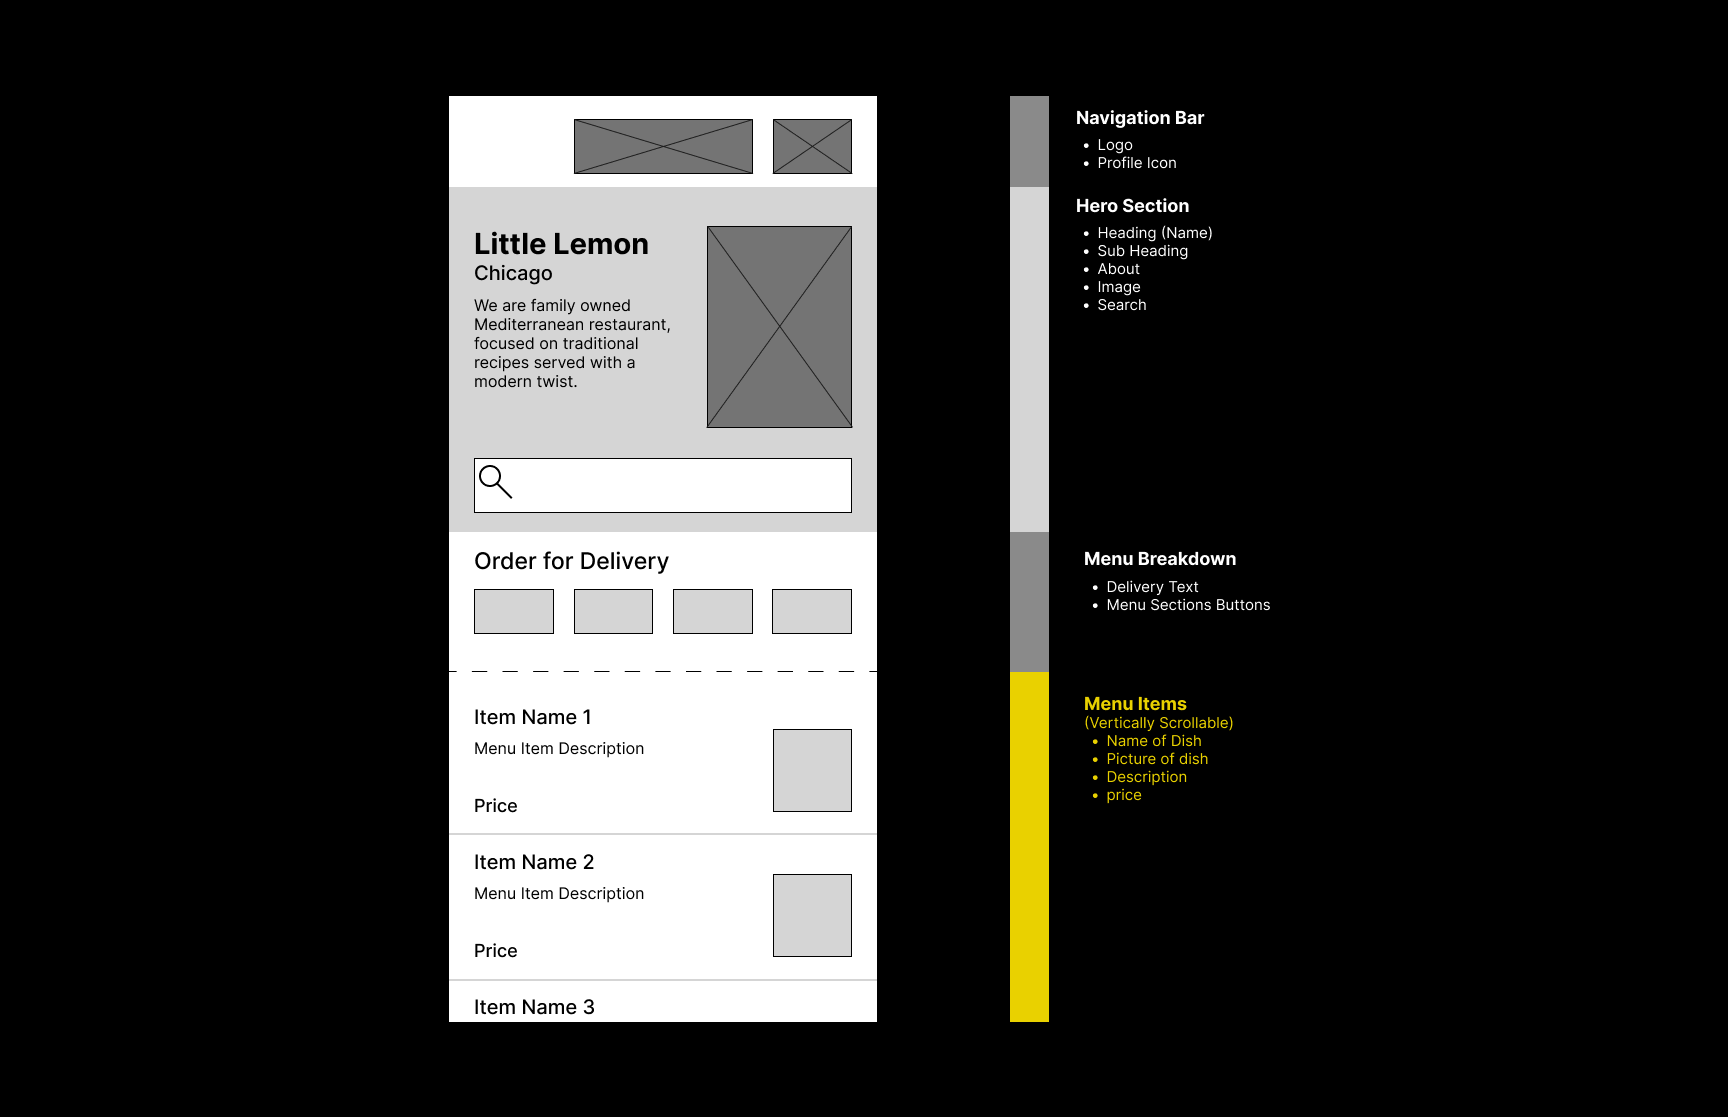 Little Lemon
Chicago
We are family owned
Mediterranean restaurant,
focused on traditional
recipes served with a
modern twist.
Order for Delivery
Item Name 1
Menu Item Description
Price
Item Name 2
Menu Item Description
Price
Item Name 3
Navigation Bar
• Logo
• Profile Icon
Hero Section
• Heading (Name)
• Sub Heading
• About
• Image
• Search
Menu Breakdown
• Delivery Text
• Menu Sections Buttons
Menu Items
(Vertically Scrollable)
• Name of Dish
• Picture of dish
• Description
• price